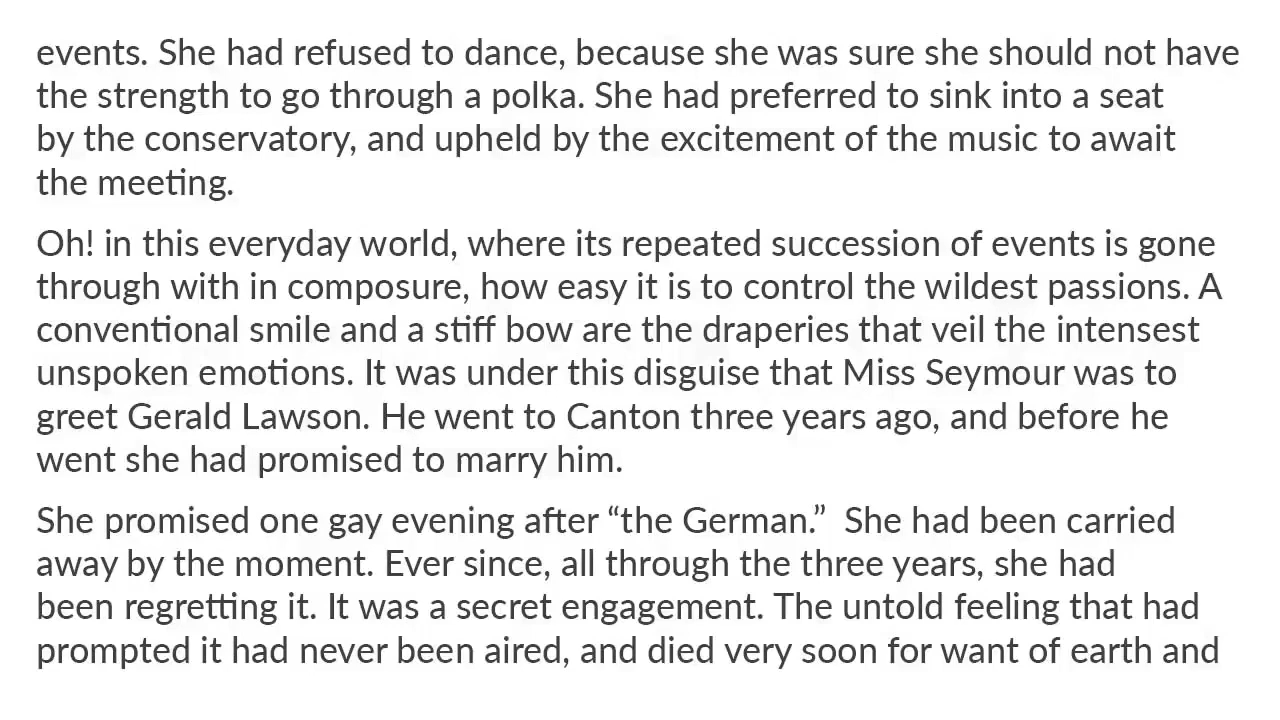 events. She had refused to dance, because she was sure she should not have
the strength to go through a polka. She had preferred to sink into a seat
by the conservatory, and upheld by the excitement of the music to await
the meeting.
Oh! in this everyday world, where its repeated succession of events is gone
through with in composure, how easy it is to control the wildest passions. A
conventional smile and a stiff bow are the draperies that veil the intensest
unspoken emotions. It was under this disguise that Miss Seymour was to
greet Gerald Lawson. He went to Canton three years ago, and before he
went she had promised to marry him.
She promised one gay evening after “the German.”  She had been carried
away by the moment. Ever since, all through the three years, she had
been regretting it. It was a secret engagement. The untold feeling that had
prompted it had never been aired, and died very soon for want of earth and